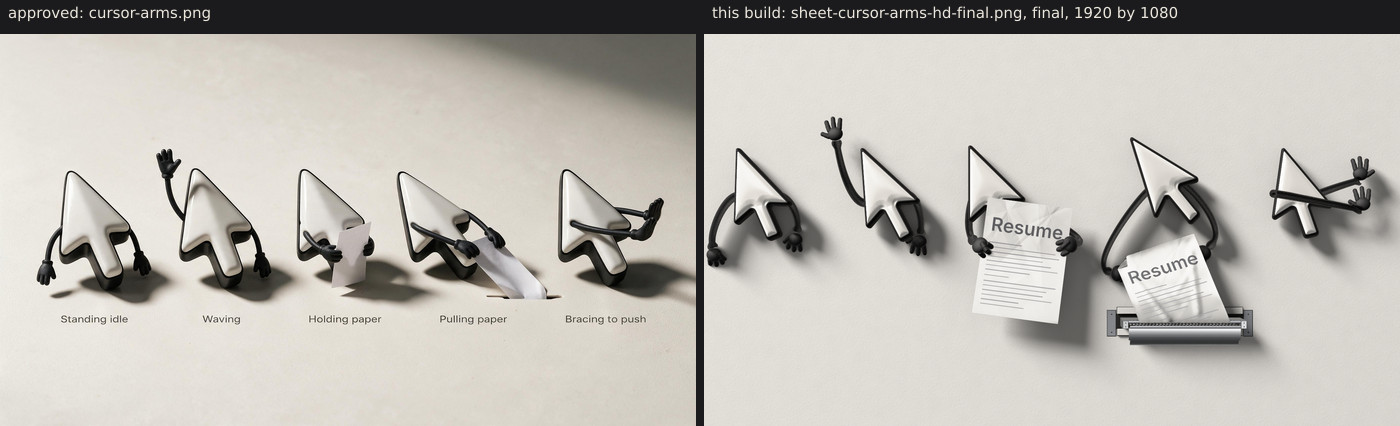 approved: cursor-arms.png
this build: sheet-cursor-arms-hd-final.png, final, 1920 by 1080
Resume
Resume
Standing idle
Waving
Holding paper
Pulling paper
Bracing to push